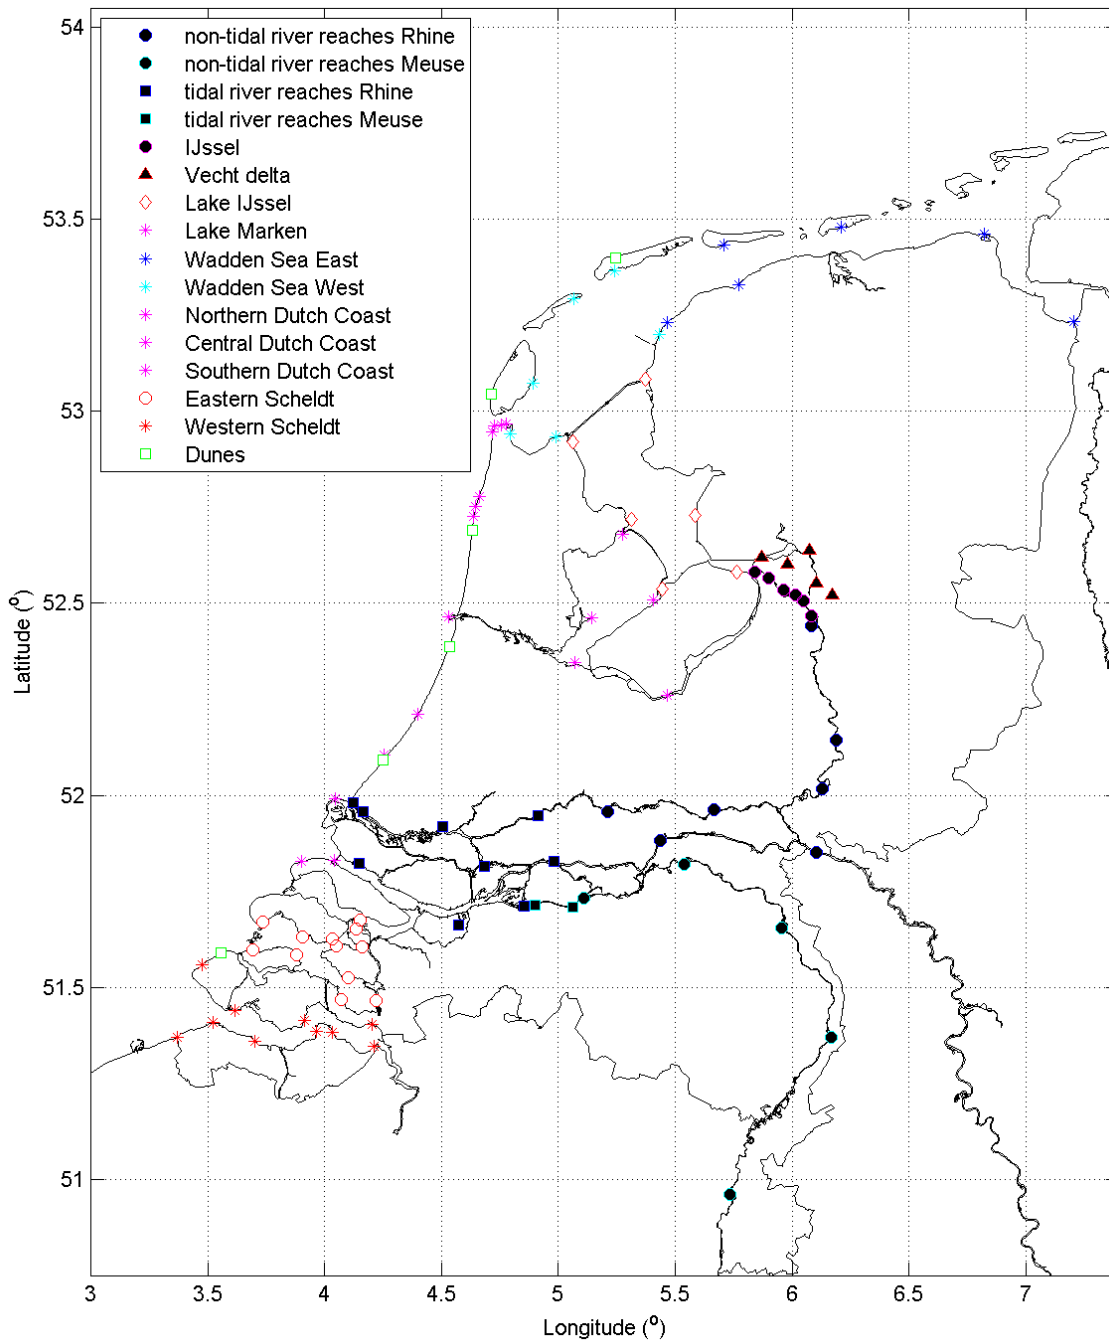 non-tidal river reaches Rhine
non-tidal river reaches Meuse
tidal river reaches Rhine
tidal river reaches Meuse
IJssel
Vecht delta
Lake IJssel
Lake Marken
Wadden Sea East
Wadden Sea West
Northern Dutch Coast
Central Dutch Coast
Southern Dutch Coast
Eastern Scheldt
Western Scheldt
Dunes
54
53.5
53
52.5
52
51.5
51
Latitude (⁰)
3 3.5 4 4.5 5 5.5 6 6.5 7
Longitude (⁰)